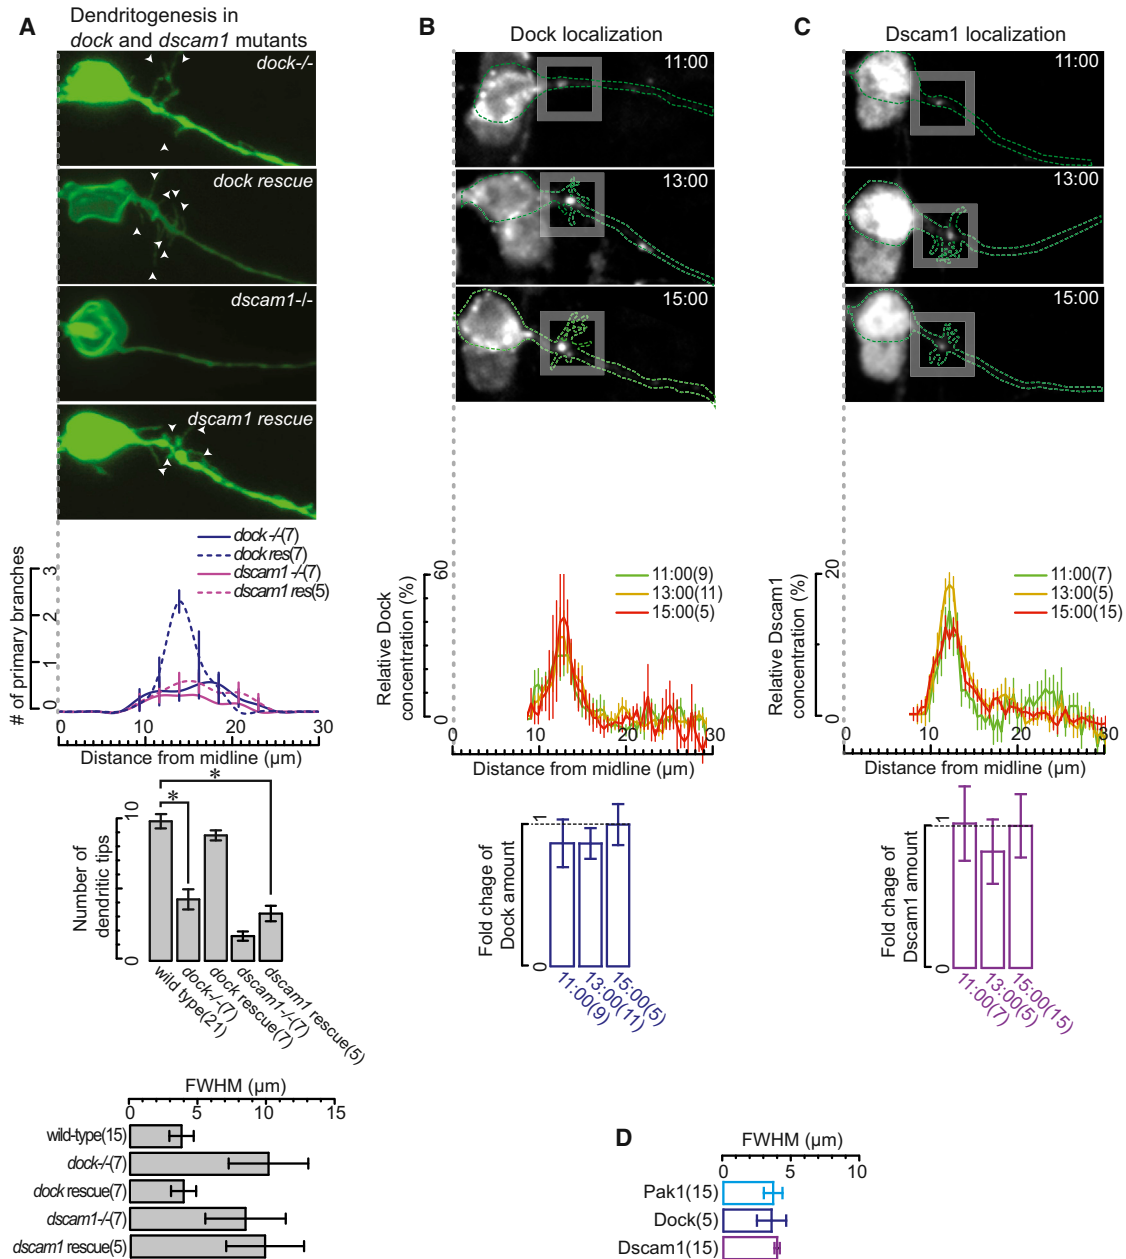 A
Dendritogenesis in
dock and dscam1 mutants
dock-/-
dock rescue
dscam1-/-
dscam1 rescue
dock -/-(7)
dock res(7)
dscam1 -/-(7)
dscam1 res(5)
# of primary branches
3
2
1
0
0
10
20
30
Distance from midline (µm)
*
*
Number of
dendritic tips
10
0
wild type(21)
dock-/-(7)
dock rescue(7)
dscam1-/-(7)
dscam1 rescue(5)
FWHM (µm)
0
5
10
15
wild-type(15)
dock-/-(7)
dock rescue(7)
dscam1-/-(7)
dscam1 rescue(5)
B
Dock localization
11:00
13:00
15:00
Relative Dock
concentration (%)
60
0
11:00(9)
13:00(11)
15:00(5)
0
10
20
30
Distance from midline (µm)
Fold chage of
Dock amount
1
0
11:00(9)
13:00(11)
15:00(5)
C
Dscam1 localization
11:00
13:00
15:00
Relative Dscam1
concentration (%)
20
0
11:00(7)
13:00(5)
15:00(15)
0
10
20
30
Distance from midline (µm)
Fold chage of
Dscam1 amount
1
0
11:00(7)
13:00(5)
15:00(15)
D
FWHM (µm)
0
5
10
Pak1(15)
Dock(5)
Dscam1(15)